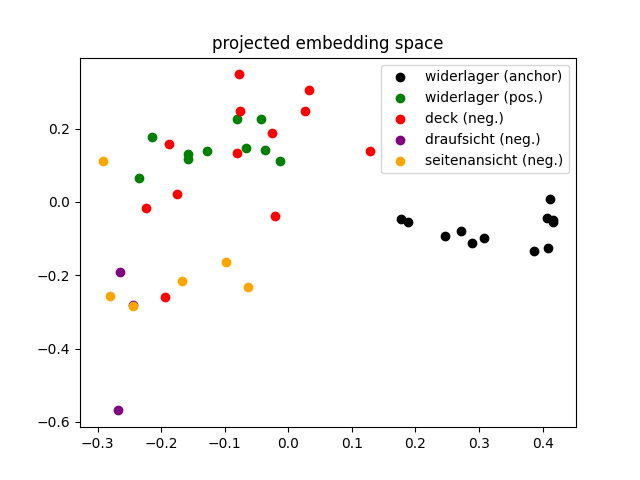 projected embedding space
widerlager (anchor)
widerlager (pos.)
deck (neg.)
draufsicht (neg.)
seitenansicht (neg.)
0.2
0.0
−0.2
−0.4
−0.6
−0.3 −0.2 −0.1 0.0 0.1 0.2 0.3 0.4